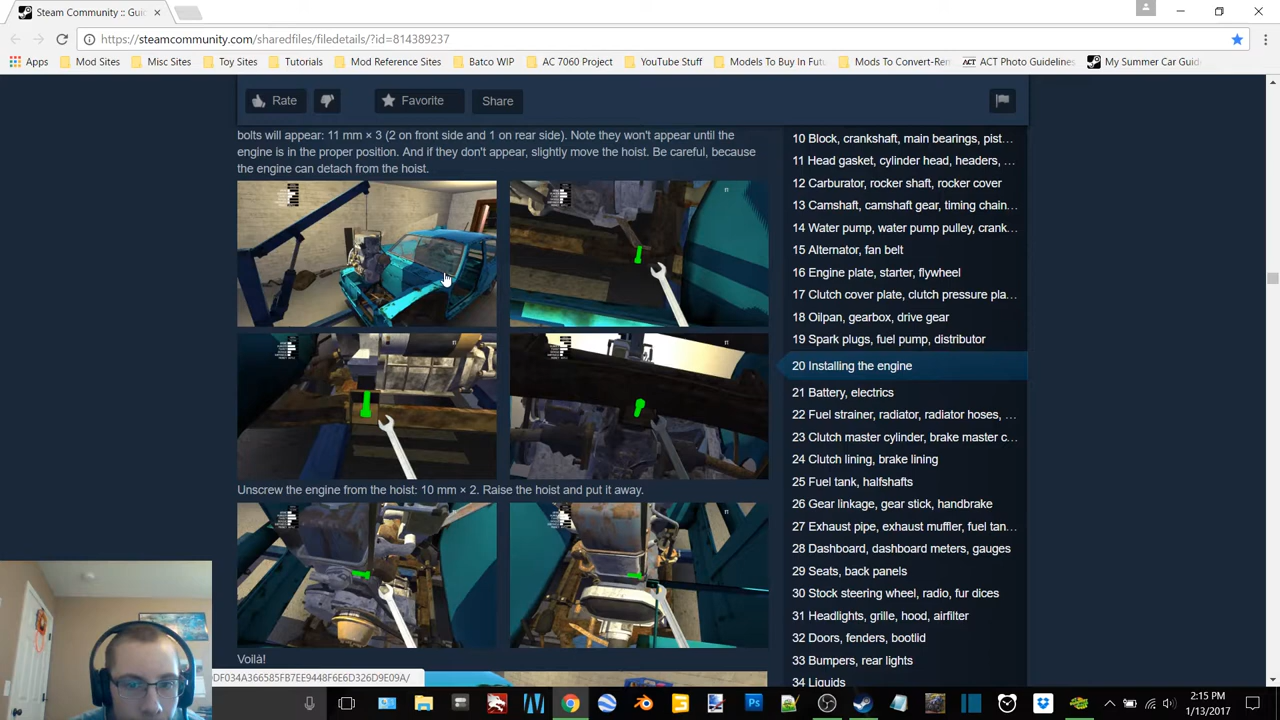 Steam Community :: Guid
https://steamcommunity.com/sharedfiles/filedetails/?id=814389237
Apps Mod Sites Misc Sites Toy Sites Tutorials Mod Reference Sites Batco WIP AC 7060 Project YouTube Stuff Models To Buy In Futu Mods To Convert-Ren ACT ACT Photo Guidelines My Summer Car Guid
Rate Favorite Share
bolts will appear: 11 mm × 3 (2 on front side and 1 on rear side). Note they won't appear until the
engine is in the proper position. And if they don't appear, slightly move the hoist. Be careful, because
the engine can detach from the hoist.
Unscrew the engine from the hoist: 10 mm × 2. Raise the hoist and put it away.
Voilà!
10 Block, crankshaft, main bearings, pist...
11 Head gasket, cylinder head, headers, ...
12 Carburator, rocker shaft, rocker cover
13 Camshaft, camshaft gear, timing chain...
14 Water pump, water pump pulley, crank...
15 Alternator, fan belt
16 Engine plate, starter, flywheel
17 Clutch cover plate, clutch pressure pla...
18 Oilpan, gearbox, drive gear
19 Spark plugs, fuel pump, distributor
20 Installing the engine
21 Battery, electrics
22 Fuel strainer, radiator, radiator hoses, ...
23 Clutch master cylinder, brake master c...
24 Clutch lining, brake lining
25 Fuel tank, halfshafts
26 Gear linkage, gear stick, handbrake
27 Exhaust pipe, exhaust muffler, fuel tan...
28 Dashboard, dashboard meters, gauges
29 Seats, back panels
30 Stock steering wheel, radio, fur dices
31 Headlights, grille, hood, airfilter
32 Doors, fenders, bootlid
33 Bumpers, rear lights
34 Liquids
DF034A366585FB7EE9448F6E6D326D9E09A/
2:15 PM
1/13/2017